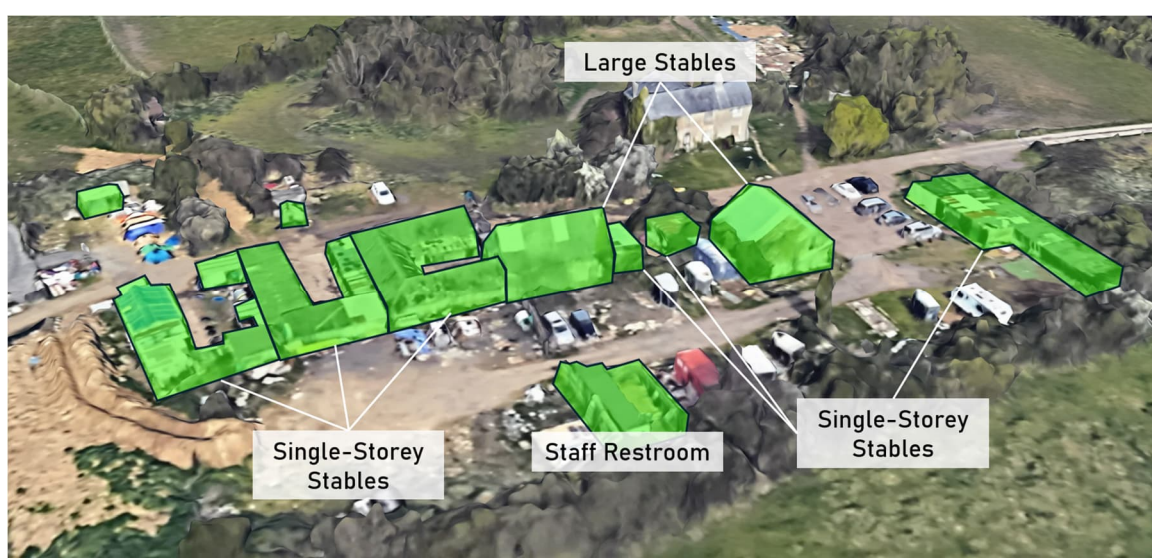 Large Stables
Single-Storey
Stables
Staff Restroom
Single-Storey
Stables